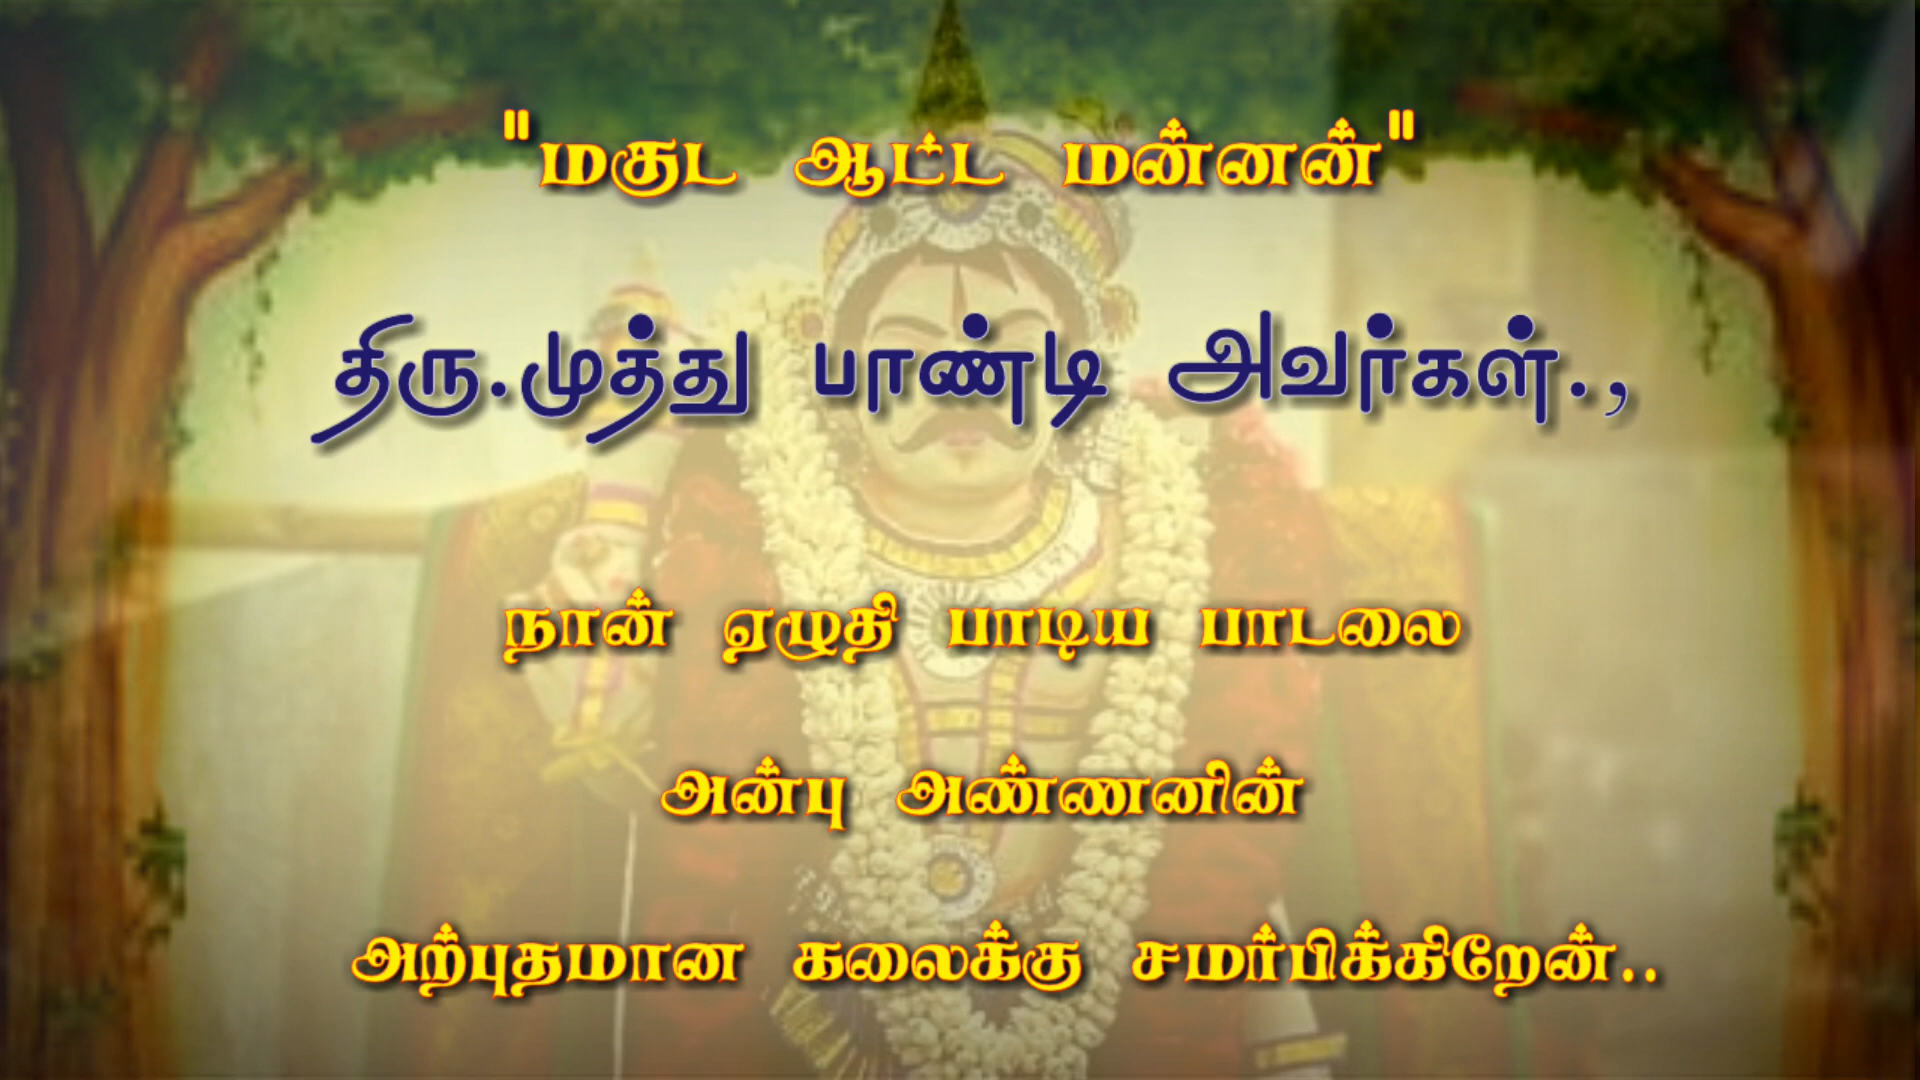 "மகுட ஆட்ட மன்னன்"
திரு.முத்து பாண்டி அவர்கள்.,
நான் ஏழுதி பாடிய பாடலை
அன்பு அண்ணனின்
அற்புதமான கலைக்கு சமர்பிக்கிறேன்..